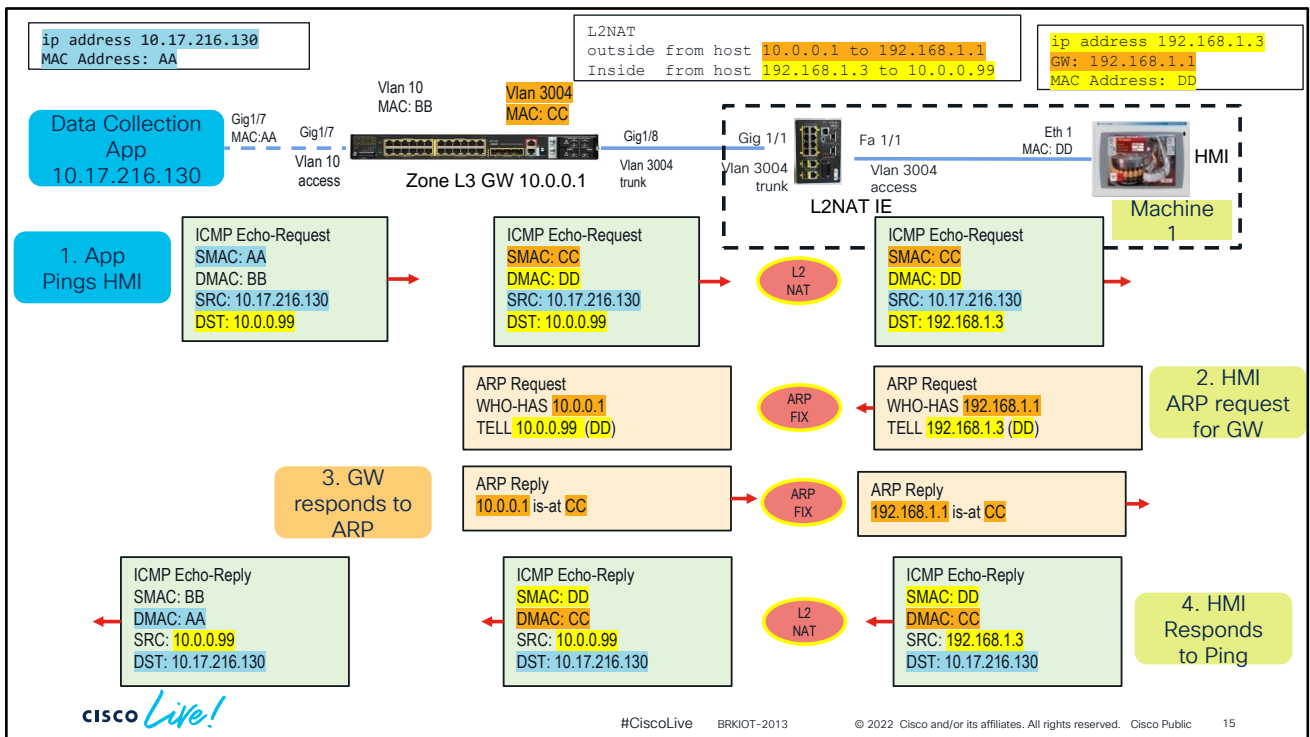 ip address 10.17.216.130
MAC Address: AA
L2NAT
outside from host 10.0.0.1 to 192.168.1.1
Inside from host 192.168.1.3 to 10.0.0.99
ip address 192.168.1.3
GW: 192.168.1.1
MAC Address: DD
Data Collection
App
10.17.216.130
Gig1/7
MAC:AA
Gig1/7
Vlan 10
access
Vlan 10
MAC: BB
Vlan 3004
MAC: CC
Zone L3 GW 10.0.0.1
Gig1/8
Vlan 3004
trunk
Gig 1/1
Vlan 3004
trunk
L2NAT IE
Fa 1/1
Vlan 3004
access
Eth 1
MAC: DD
HMI
Machine
1
1. App
Pings HMI
ICMP Echo-Request
SMAC: AA
DMAC: BB
SRC: 10.17.216.130
DST: 10.0.0.99
ICMP Echo-Request
SMAC: CC
DMAC: DD
SRC: 10.17.216.130
DST: 10.0.0.99
L2
NAT
ICMP Echo-Request
SMAC: CC
DMAC: DD
SRC: 10.17.216.130
DST: 192.168.1.3
ARP Request
WHO-HAS 10.0.0.1
TELL 10.0.0.99 (DD)
ARP
FIX
ARP Request
WHO-HAS 192.168.1.1
TELL 192.168.1.3 (DD)
2. HMI
ARP request
for GW
3. GW
responds to
ARP
ARP Reply
10.0.0.1 is-at CC
ARP
FIX
ARP Reply
192.168.1.1 is-at CC
ICMP Echo-Reply
SMAC: BB
DMAC: AA
SRC: 10.0.0.99
DST: 10.17.216.130
ICMP Echo-Reply
SMAC: DD
DMAC: CC
SRC: 10.0.0.99
DST: 10.17.216.130
L2
NAT
ICMP Echo-Reply
SMAC: DD
DMAC: CC
SRC: 192.168.1.3
DST: 10.17.216.130
4. HMI
Responds
to Ping
CISCO Live!
#CiscoLive BRKIOT-2013 © 2022 Cisco and/or its affiliates. All rights reserved. Cisco Public 15